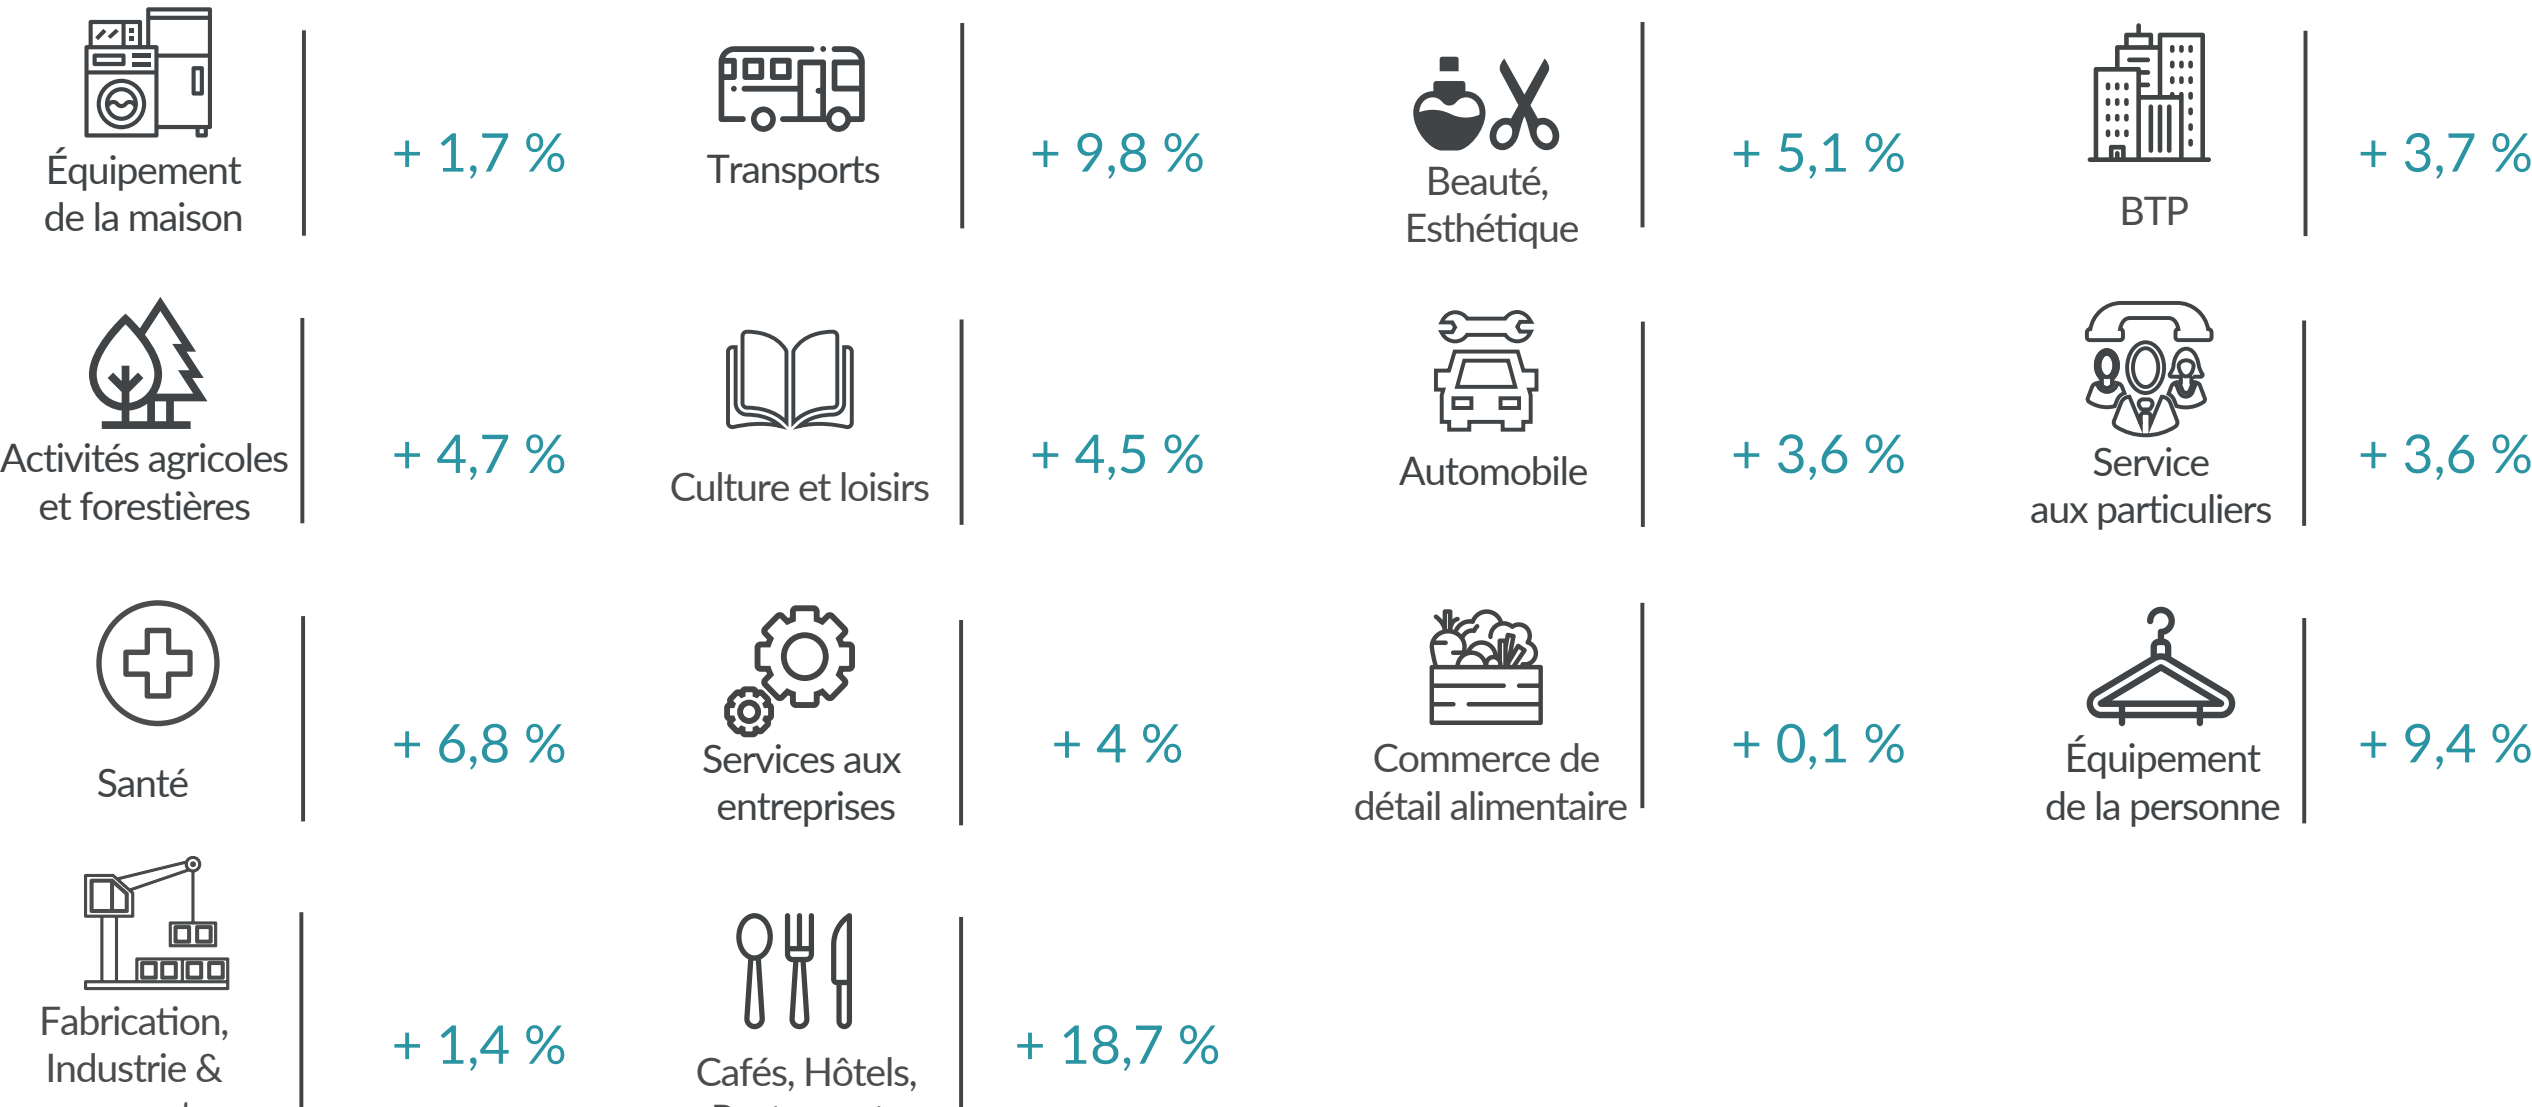 + 1,7 %
Équipement
de la maison
+ 9,8 %
Transports
+ 5,1 %
Beauté,
Esthétique
+ 3,7 %
BTP
+ 4,7 %
Activités agricoles
et forestières
+ 4,5 %
Culture et loisirs
+ 3,6 %
Automobile
+ 3,6 %
Service
aux particuliers
+ 6,8 %
Santé
+ 4 %
Services aux
entreprises
+ 0,1 %
Commerce de
détail alimentaire
+ 9,4 %
Équipement
de la personne
+ 1,4 %
Fabrication,
Industrie &
+ 18,7 %
Cafés, Hôtels,